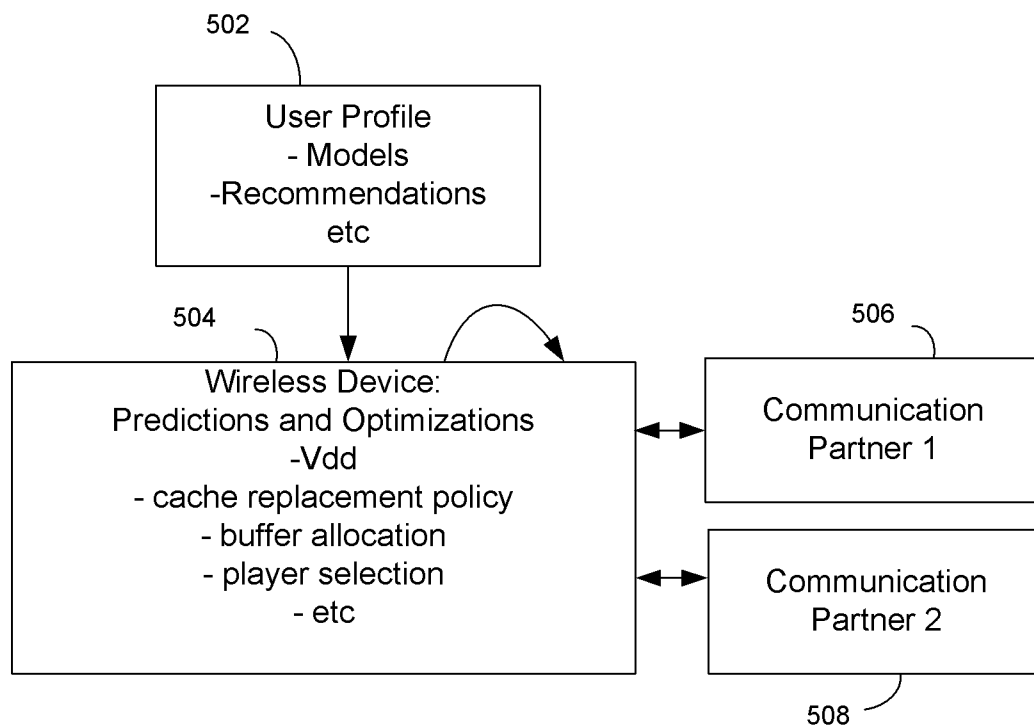 502
User Profile
- Models
-Recommendations
etc
504
Wireless Device:
Predictions and Optimizations
-Vdd
- cache replacement policy
- buffer allocation
- player selection
- etc
506
Communication
Partner 1
Communication
Partner 2
508